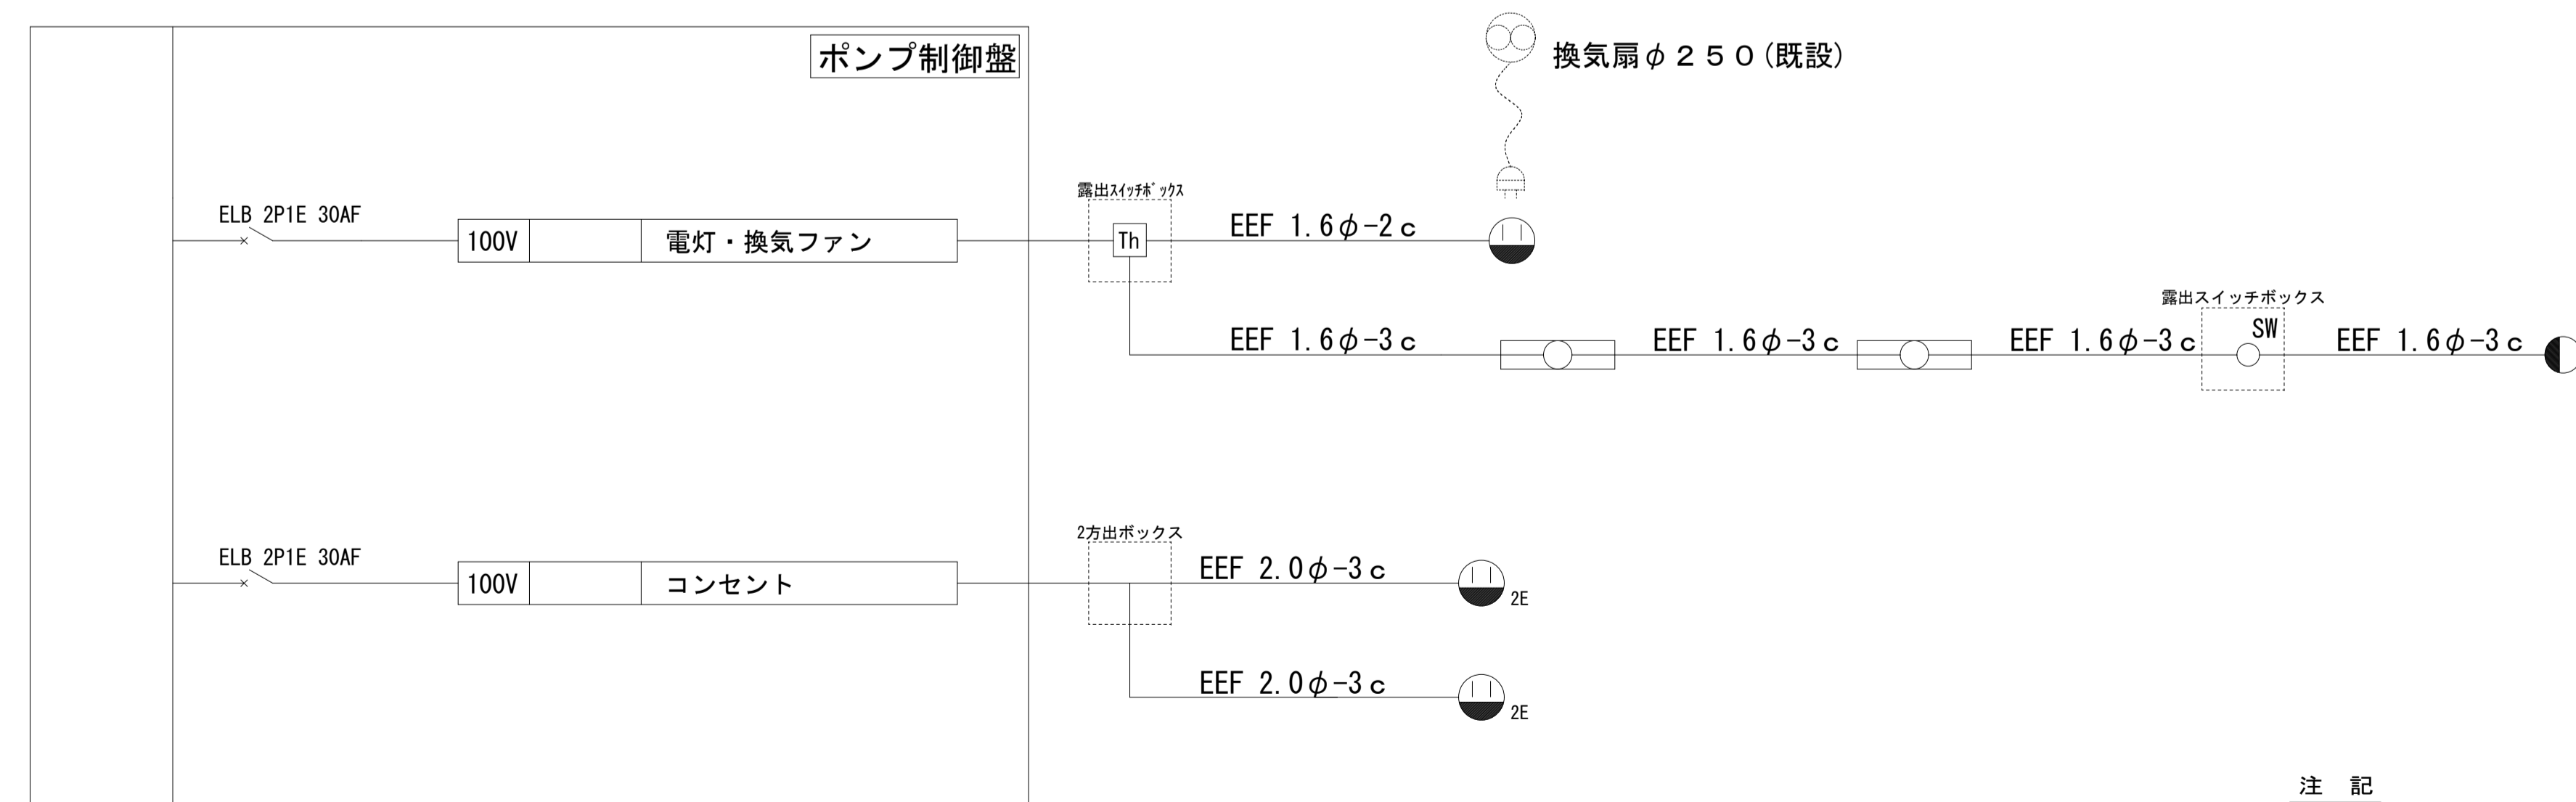 ポンプ制御盤
換気扇φ250(既設)
露出ｽｲｯﾁﾎﾞｯｸｽ
ELB 2P1E 30AF
100V 電灯・換気ファン
Th
EEF 1.6φ-2c
露出スイッチボックス
EEF 1.6φ-3c
EEF 1.6φ-3c
EEF 1.6φ-3c
SW
EEF 1.6φ-3c
2方出ボックス
ELB 2P1E 30AF
100V コンセント
EEF 2.0φ-3c
2E
EEF 2.0φ-3c
2E
注 記